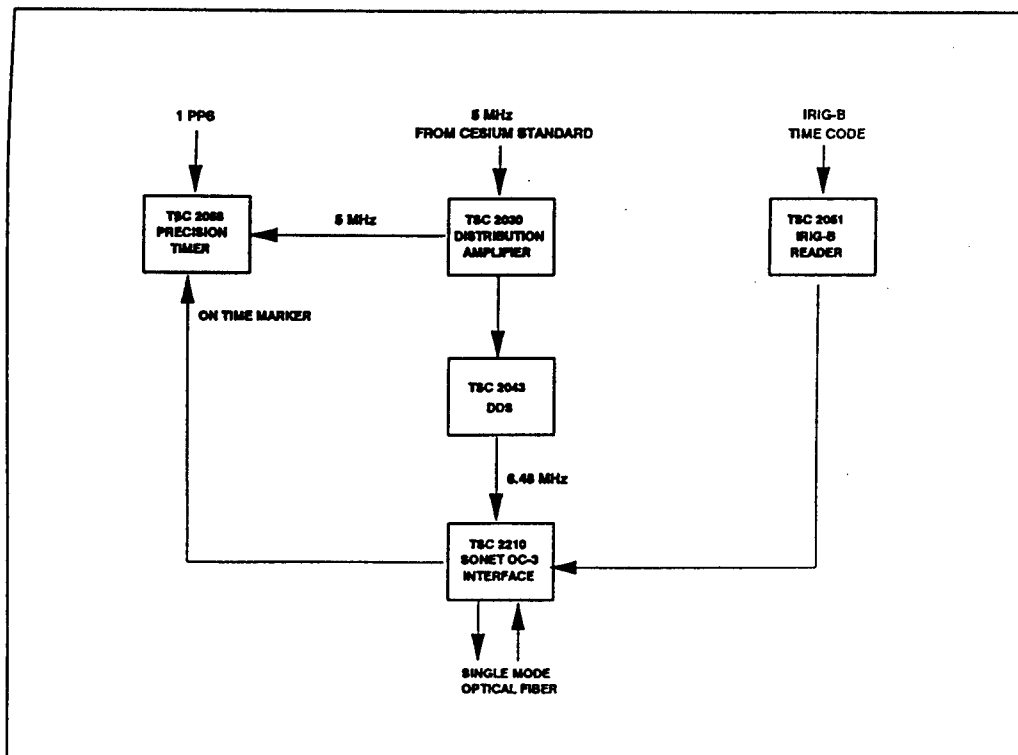 1 PPS
5 MHz
FROM CESIUM STANDARD
IRIG-B
TIME CODE
TSC
PRECISION
TIMER
5 MHz
TSC 2030
DISTRIBUTION
AMPLIFIER
TSC 2051
IRIG-B
READER
ON TIME MARKER
TSC 2043
DDS
6.48 MHz
TSC 2210
SONET OC-3
INTERFACE
SINGLE MODE
OPTICAL FIBER